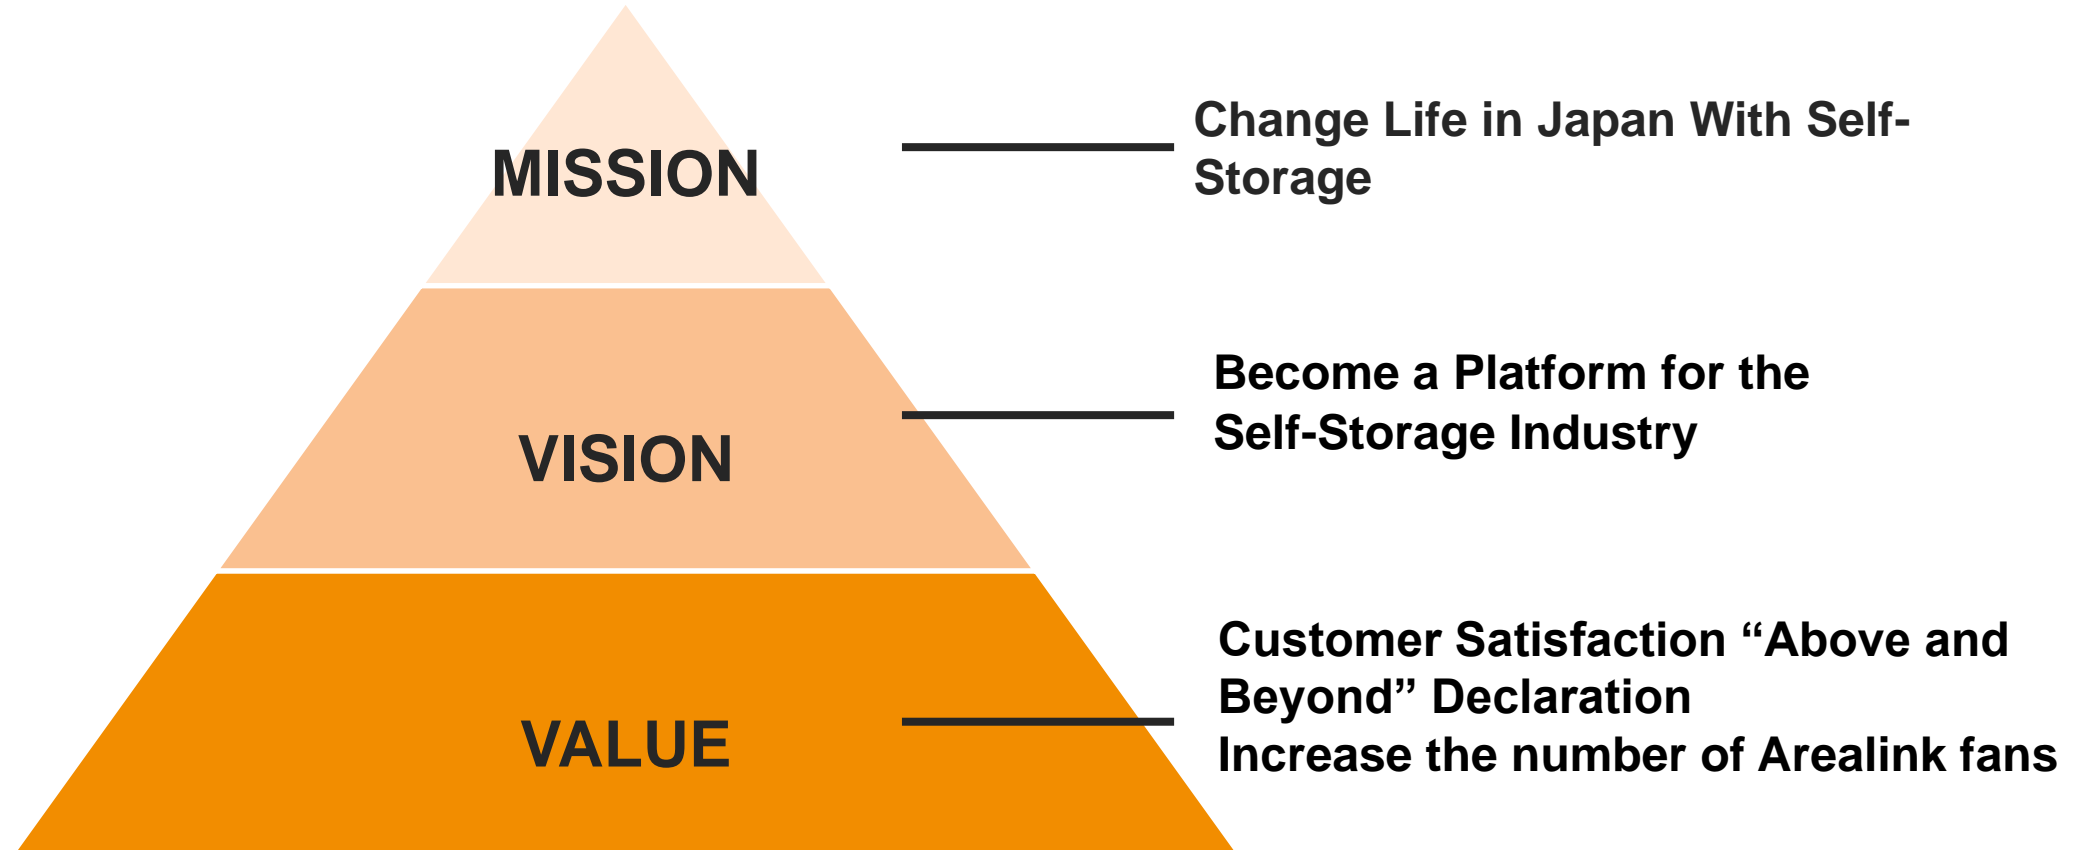 MISSION
Change Life in Japan With Self-
Storage
VISION
Become a Platform for the
Self-Storage Industry
VALUE
Customer Satisfaction “Above and
Beyond” Declaration
Increase the number of Arealink fans